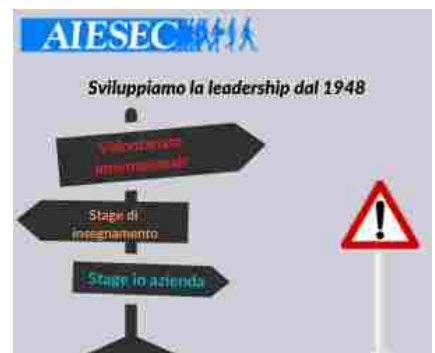 AIESEC
Sviluppiamo la leadership dal 1948
Volontariato
internazionale
Stage di
insegnamento
Stage in azienda